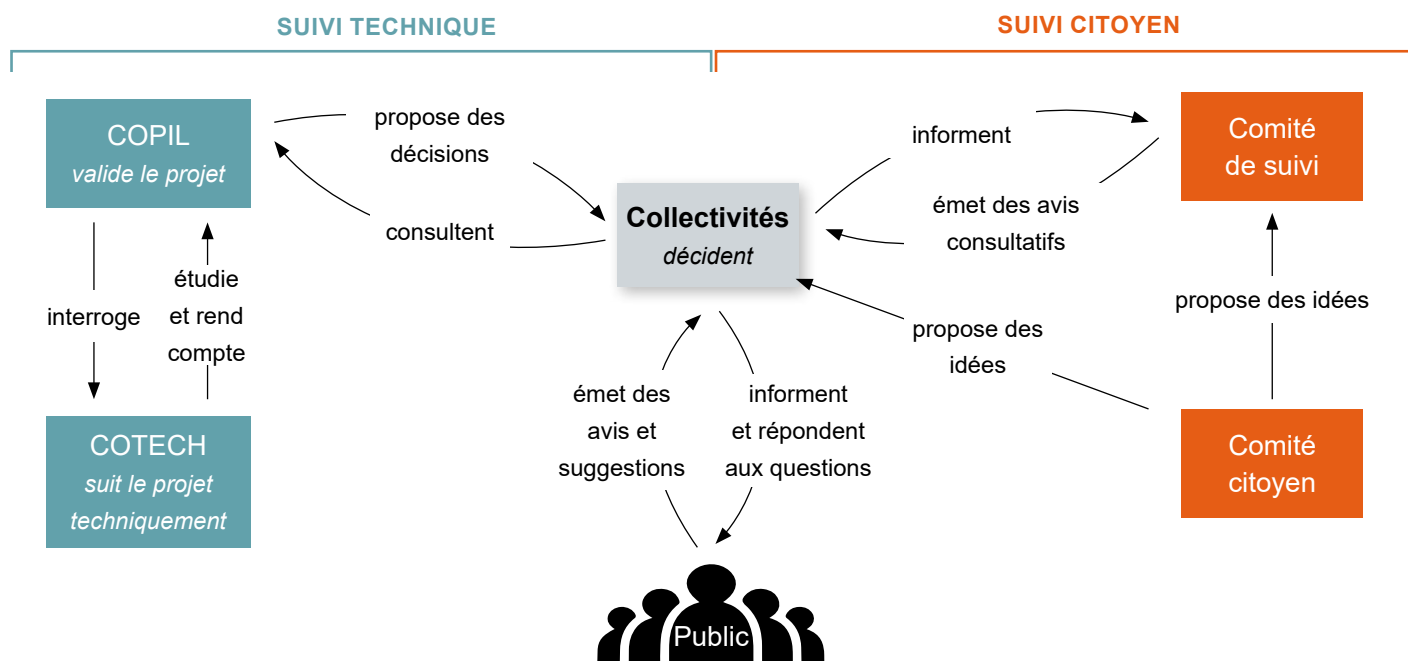 SUIVI TECHNIQUE
SUIVI CITOYEN
COPIL
valide le projet
propose des
décisions
consultent
interroge
étudie
et rend
compte
COTECH
suit le projet
techniquement
Collectivités
décident
informent
émet des avis
consultatifs
Comité
de suivi
propose des idées
propose des
idées
Comité
citoyen
émet des
avis et
suggestions
informent
et répondent
aux questions
Public